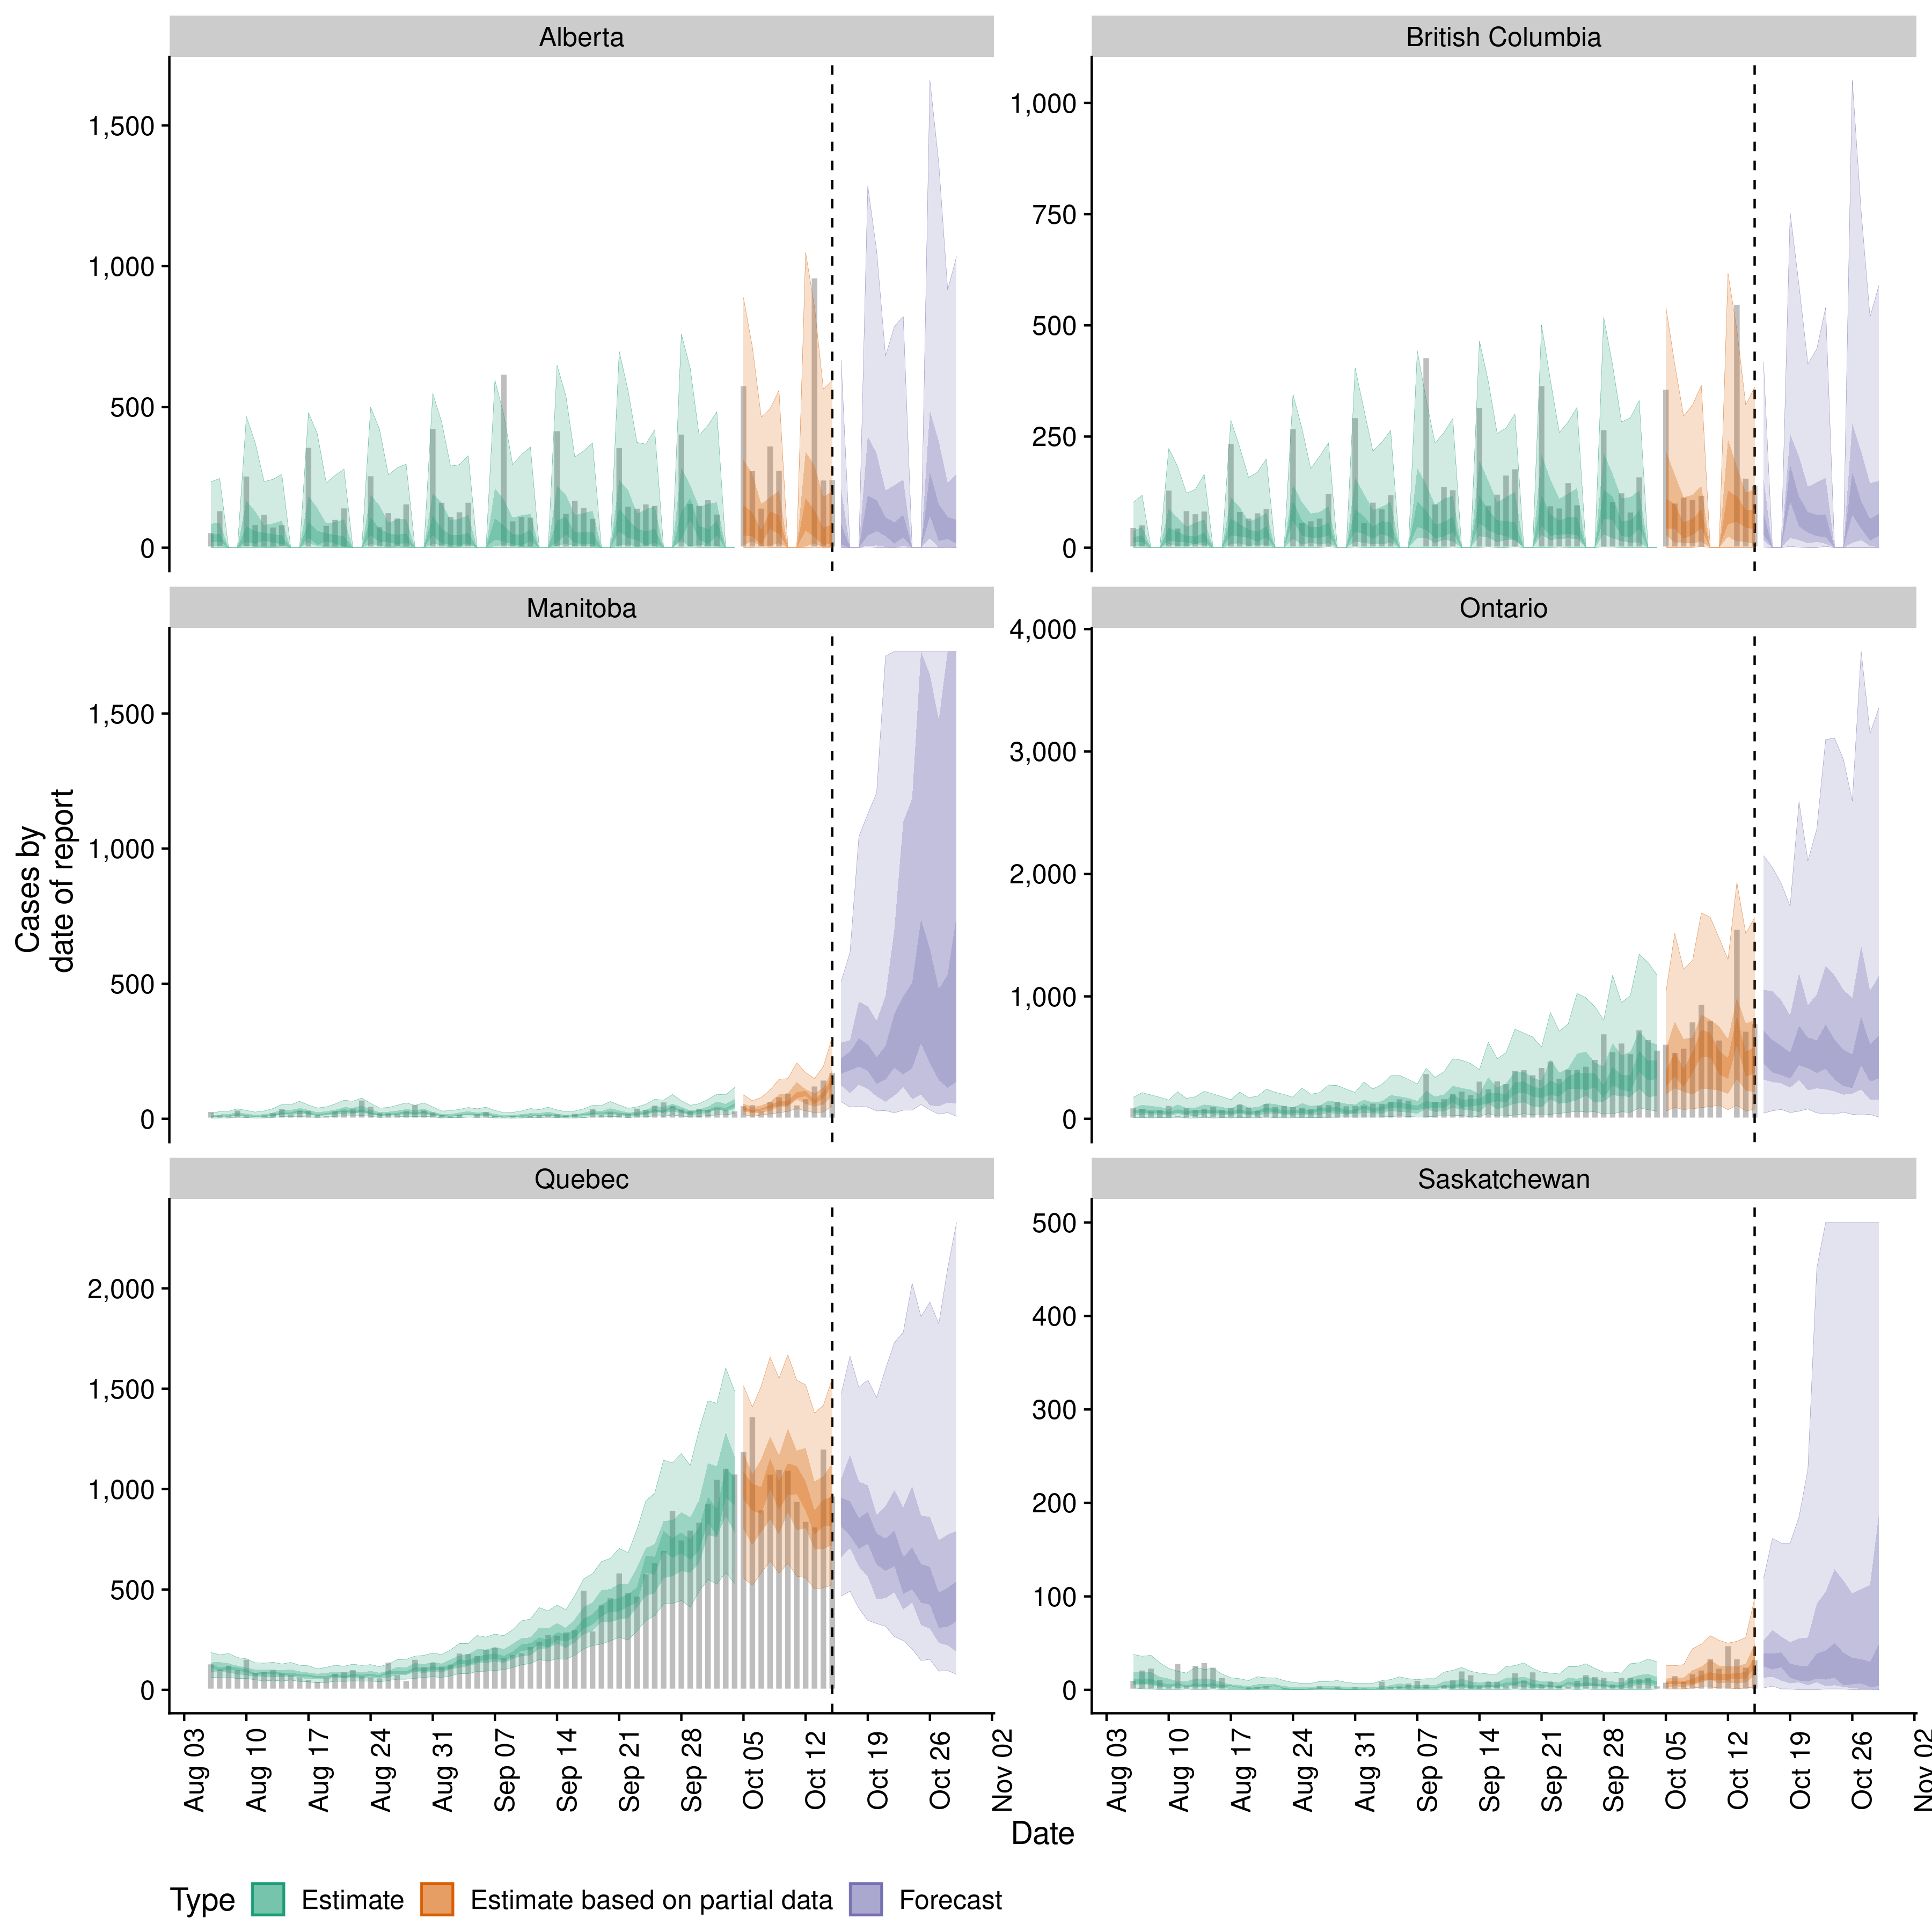 Alberta
British Columbia
1,500
1,000
500
0
1,000
750
500
250
0
Manitoba
Ontario
1,500
1,000
500
0
4,000
3,000
2,000
1,000
0
Cases by
date of report
Quebec
Saskatchewan
2,000
1,500
1,000
500
0
500
400
300
200
100
0
Aug 03
Aug 10
Aug 17
Aug 24
Aug 31
Sep 07
Sep 14
Sep 21
Sep 28
Oct 05
Oct 12
Oct 19
Oct 26
Nov 02
Aug 03
Aug 10
Aug 17
Aug 24
Aug 31
Sep 07
Sep 14
Sep 21
Sep 28
Oct 05
Oct 12
Oct 19
Oct 26
Nov 02
Date
Type Estimate Estimate based on partial data Forecast